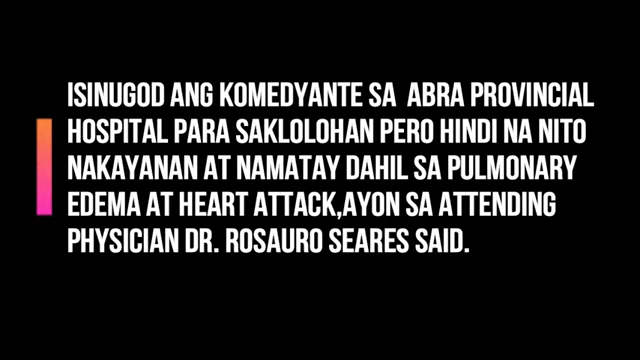 ISINUGOD ANG KOMEDYANTE SA ABRA PROVINCIAL
HOSPITAL PARA SAKLOLOHAN PERO HINDI NA NITO
NAKAYANAN AT NAMATAY DAHIL SA PULMONARY
EDEMA AT HEART ATTACK,AYON SA ATTENDING
PHYSICIAN DR. ROSAURO SEARES SAID.